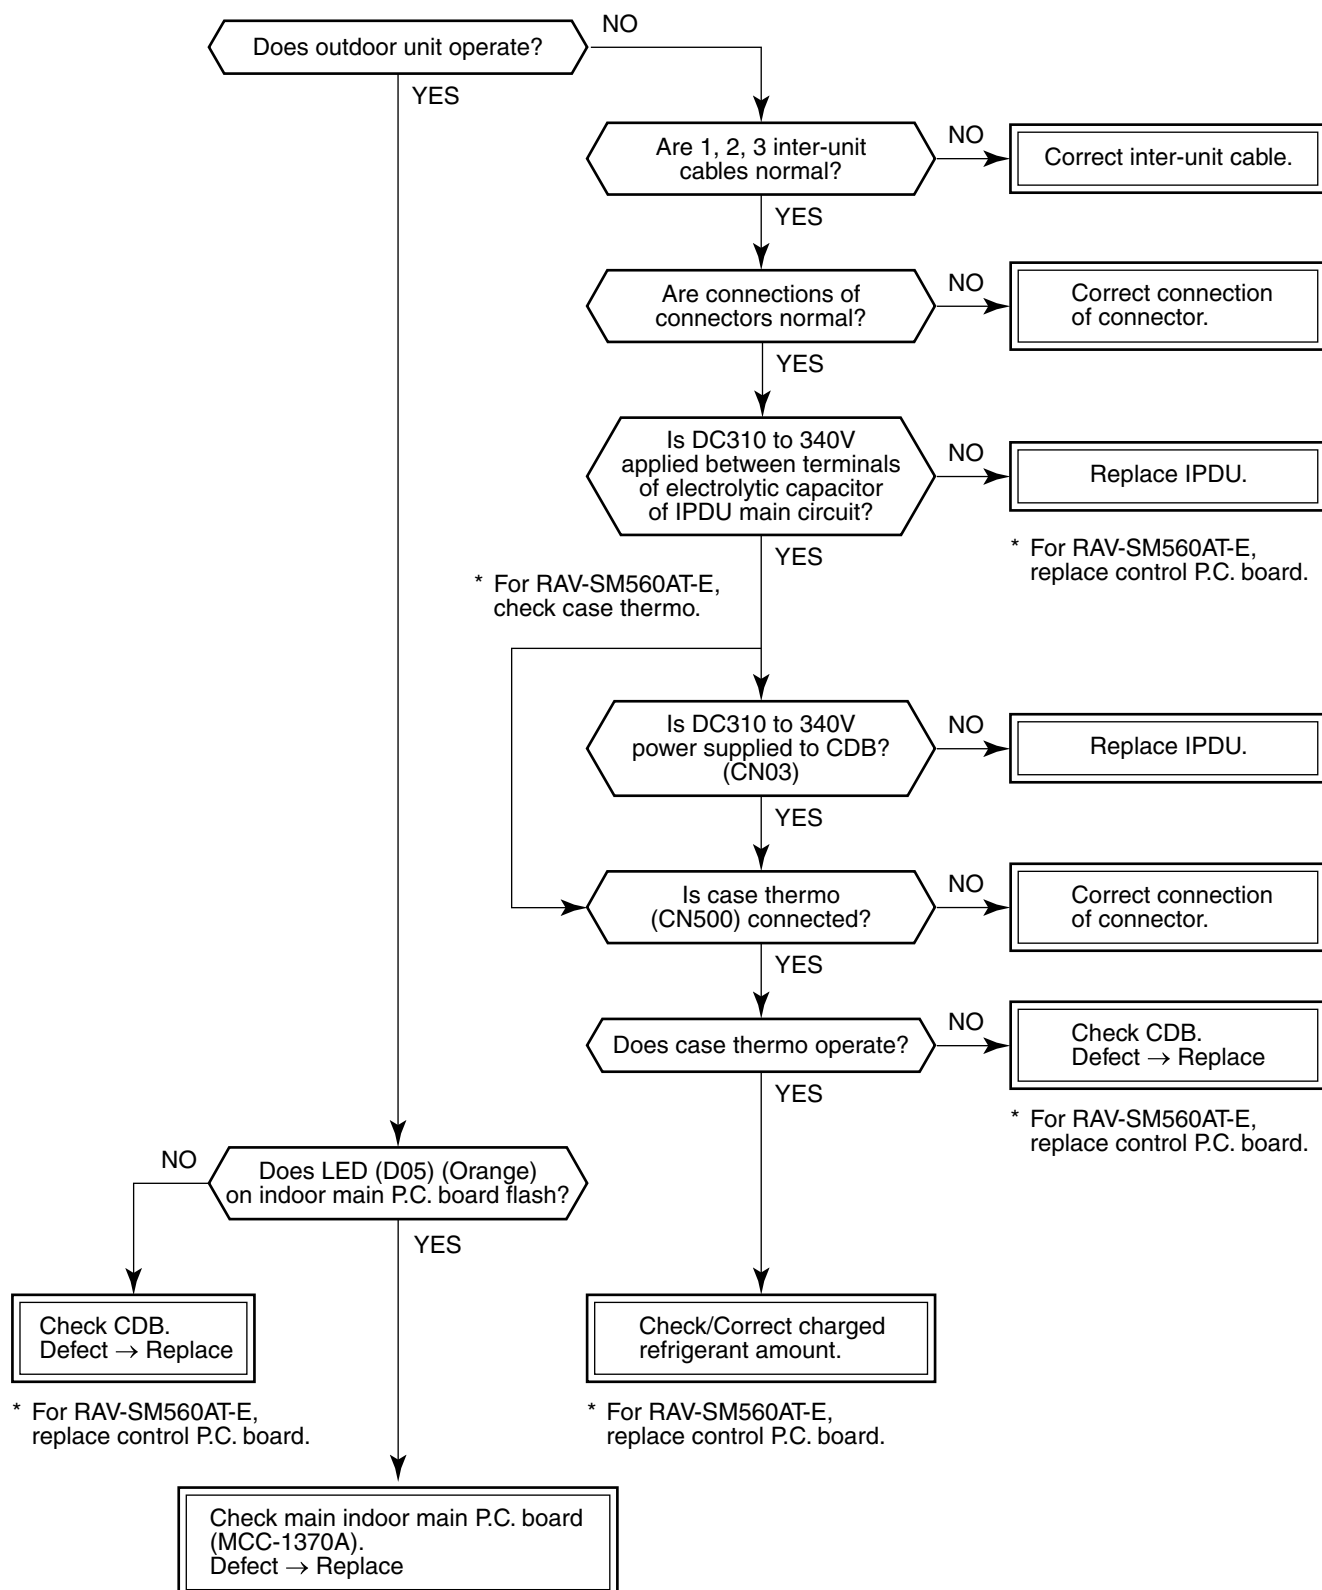 Does outdoor unit operate?
NO
YES
Are 1, 2, 3 inter-unit
cables normal?
NO
Correct inter-unit cable.
YES
Are connections of
connectors normal?
NO
Correct connection
of connector.
YES
Is DC310 to 340V
applied between terminals
of electrolytic capacitor
of IPDU main circuit?
NO
Replace IPDU.
* For RAV-SM560AT-E,
replace control P.C. board.
YES
* For RAV-SM560AT-E,
check case thermo.
Is DC310 to 340V
power supplied to CDB?
(CN03)
NO
Replace IPDU.
YES
Is case thermo
(CN500) connected?
NO
Correct connection
of connector.
YES
Does case thermo operate?
NO
Check CDB.
Defect → Replace
* For RAV-SM560AT-E,
replace control P.C. board.
YES
Does LED (D05) (Orange)
on indoor main P.C. board flash?
NO
YES
Check CDB.
Defect → Replace
* For RAV-SM560AT-E,
replace control P.C. board.
Check/Correct charged
refrigerant amount.
* For RAV-SM560AT-E,
replace control P.C. board.
Check main indoor main P.C. board
(MCC-1370A).
Defect → Replace